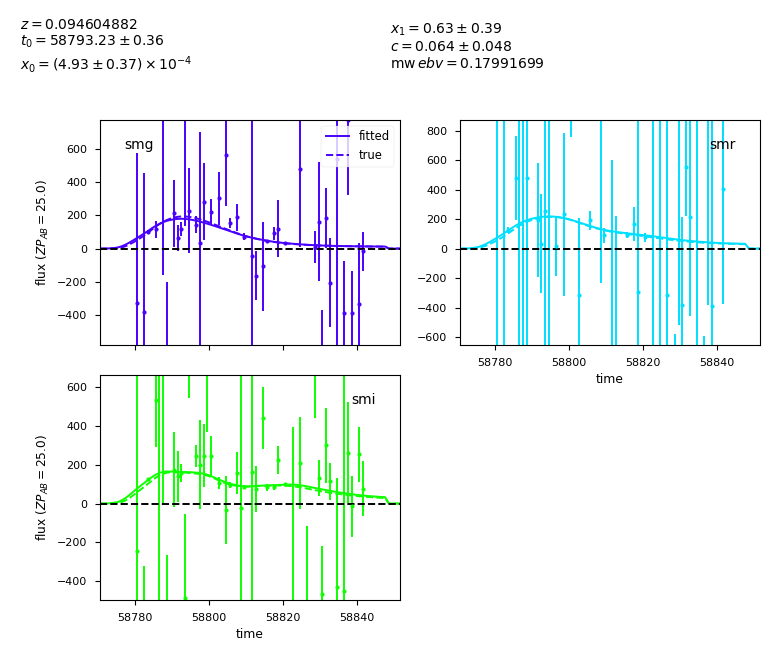 z = 0.094604882
t₀ = 58793.23 ± 0.36
x₀ = (4.93 ± 0.37) × 10⁻⁴
x₁ = 0.63 ± 0.39
c = 0.064 ± 0.048
mw ebv = 0.17991699
smg
fitted
true
600
400
200
0
−200
−400
flux (ZP_AB = 25.0)
smr
800
600
400
200
0
−200
−400
−600
58780
58800
58820
58840
time
smi
600
400
200
0
−200
−400
flux (ZP_AB = 25.0)
58780
58800
58820
58840
time